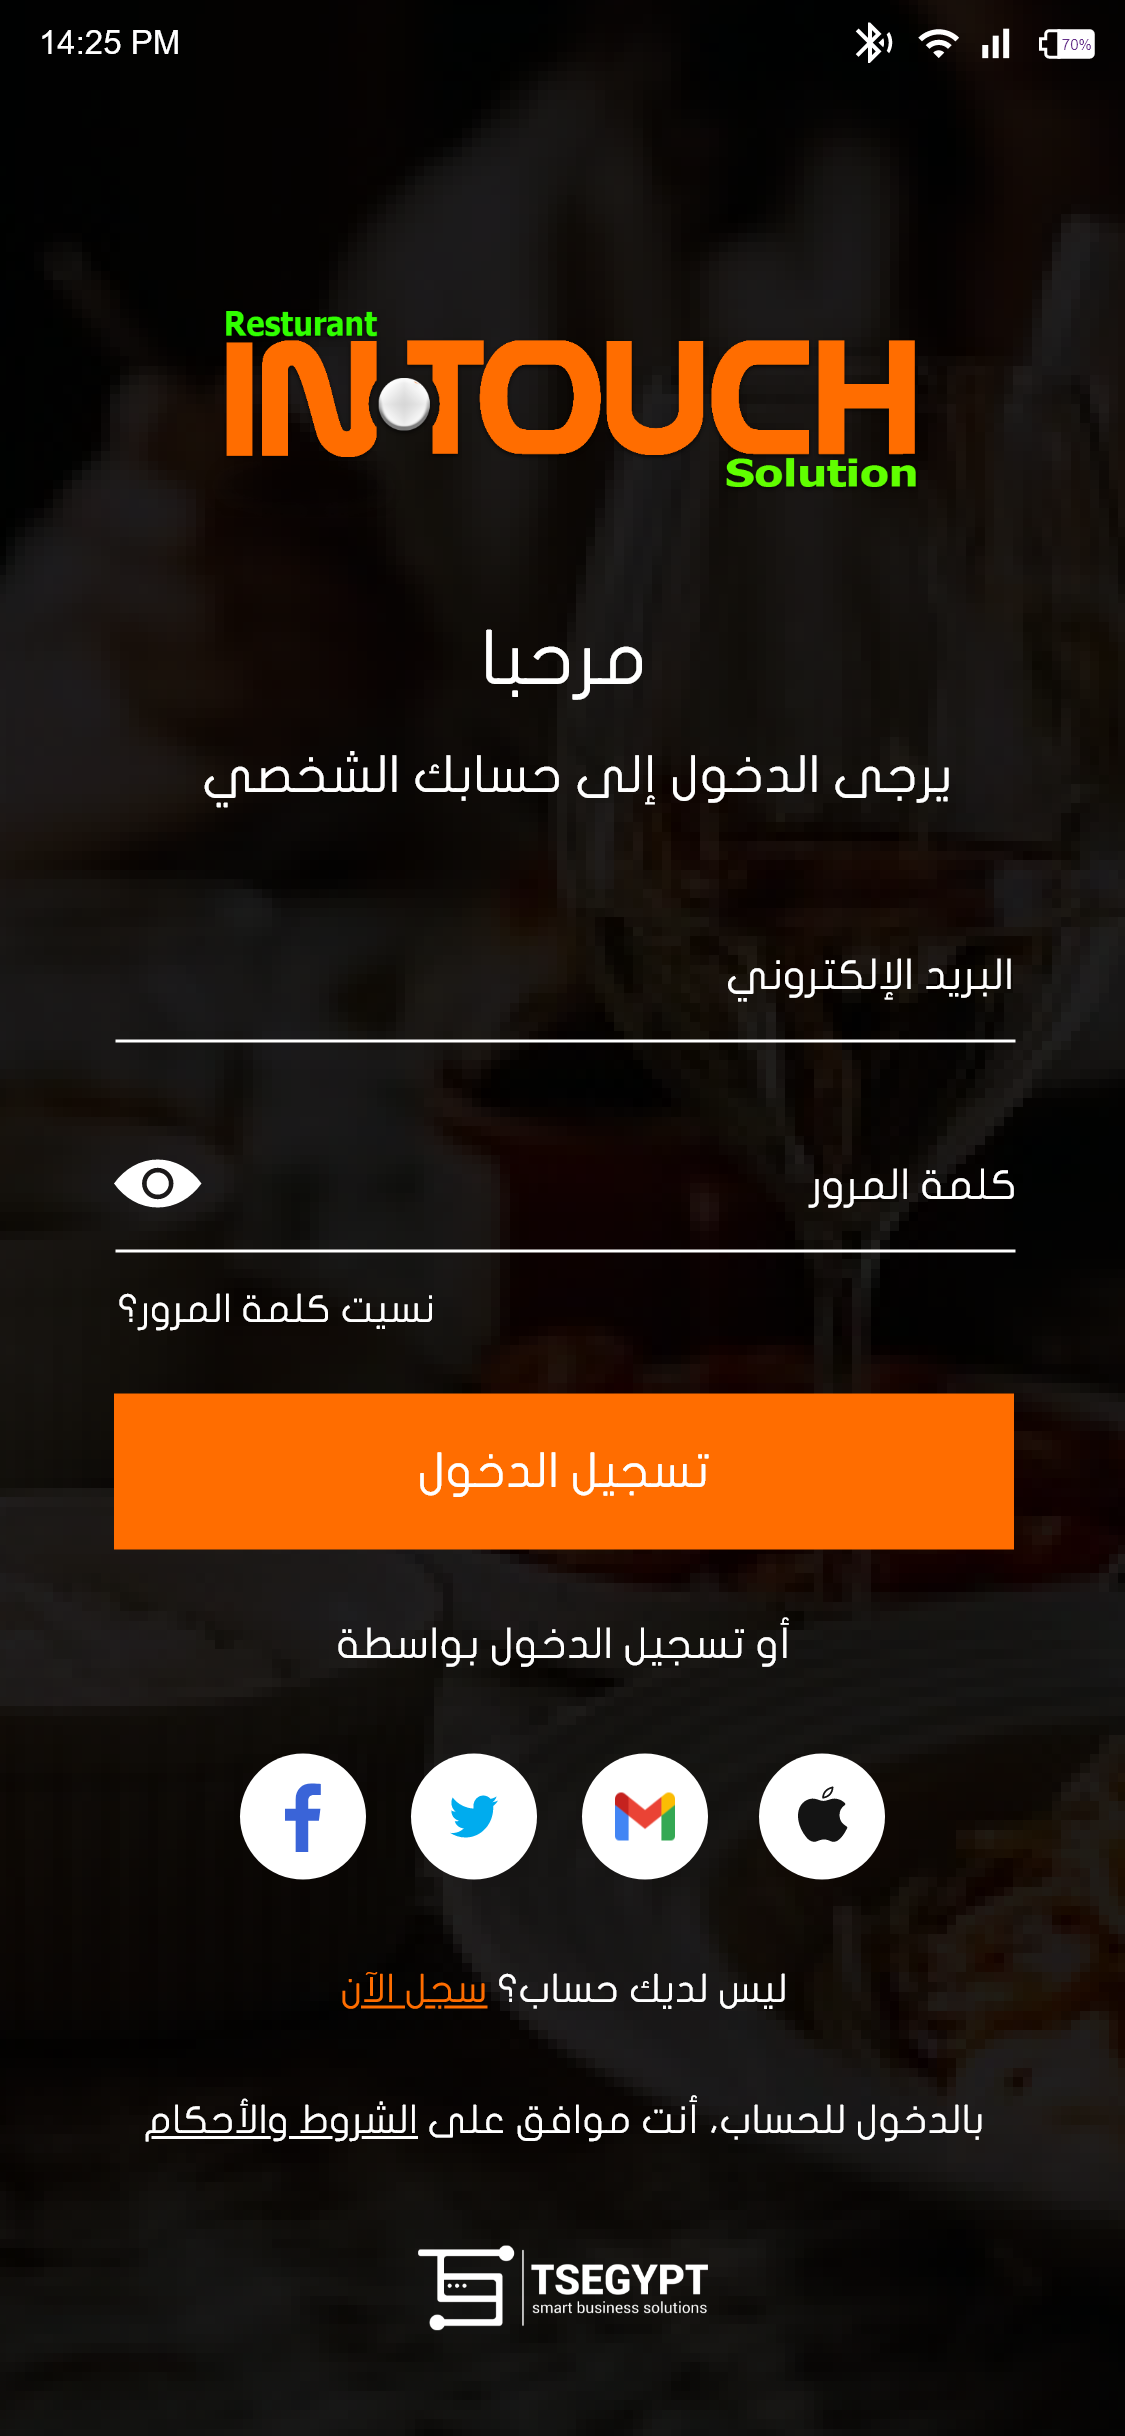 14:25 PM
70%
Resturant
IN.TOUCH
Solution
مرحبا
يرجى الدخول إلى حسابك الشخصي
البريد الإلكتروني
كلمة المرور
نسيت كلمة المرور؟
تسجيل الدخول
أو تسجيل الدخول بواسطة
ليس لديك حساب؟ سجل الآن
بالدخول للحساب، أنت موافق على الشروط والأحكام
TSEGYPT
smart business solutions